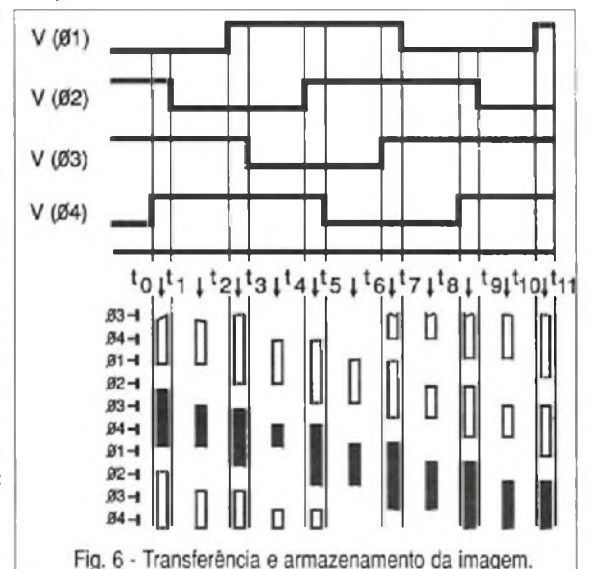 V (Ø1)
V (Ø2)
V (Ø3)
V (Ø4)
t0 ↓t1 ↓ t2 ↓t3 ↓t4 ↓t5 ↓ t6 ↓t7 ↓t8 ↓t9 ↓t10 ↓t11
Ø3
Ø4
Ø1
Ø2
Ø3
Ø4
Ø1
Ø2
Ø3
Ø4
Fig. 6 - Transferência e armazenamento da imagem.